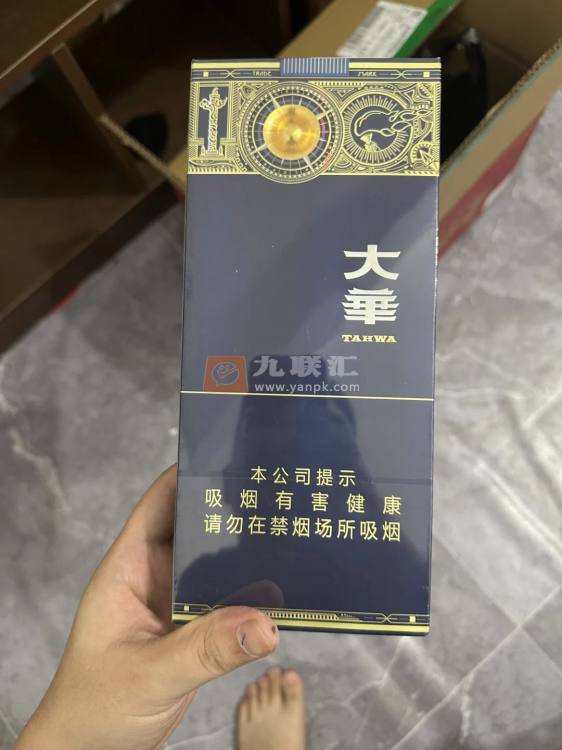 TRADE MARK
大
華
TAHWA
九联汇
www.yanpk.com
本公司提示
吸烟有害健康
请勿在禁烟场所吸烟